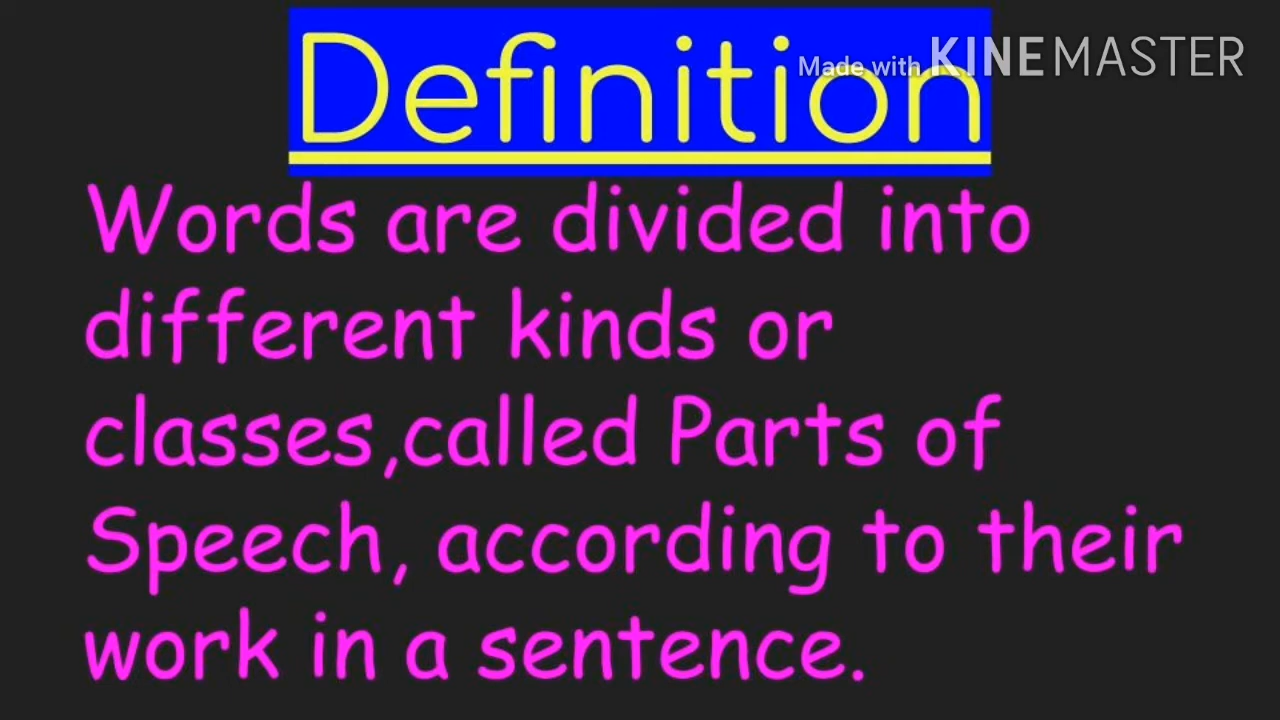 Definition
Made with KINEMASTER
Words are divided into
different kinds or
classes,called Parts of
Speech, according to their
work in a sentence.